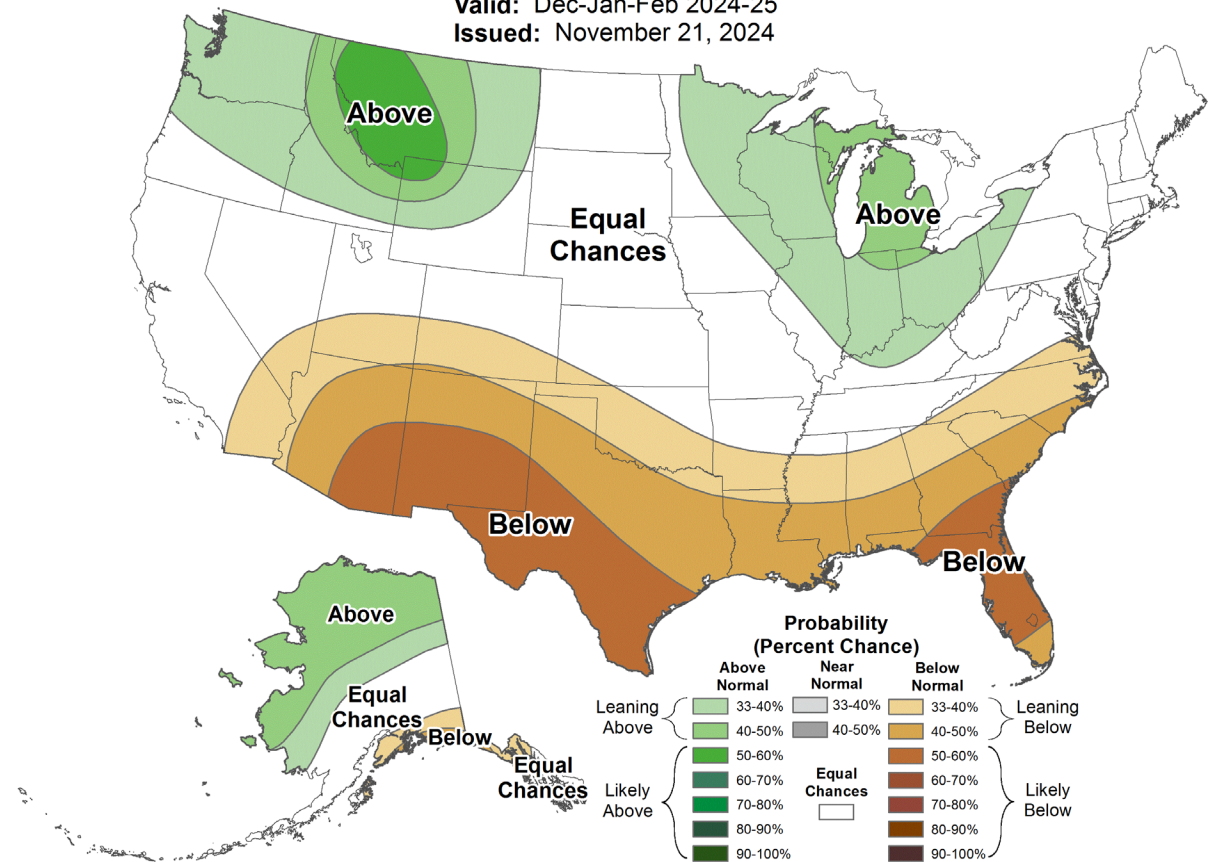 Valid: Dec-Jan-Feb 2024-25
Issued: November 21, 2024
Above
Equal
Chances
Above
Below
Below
Above
Equal
Chances
Below
Equal
Chances
Probability
(Percent Chance)
Above
Normal
Near
Normal
Below
Normal
Leaning
Above
33-40%
33-40%
33-40%
Leaning
Below
40-50%
40-50%
40-50%
Likely
Above
50-60%
60-70%
70-80%
80-90%
90-100%
Equal
Chances
50-60%
60-70%
70-80%
80-90%
90-100%
Likely
Below